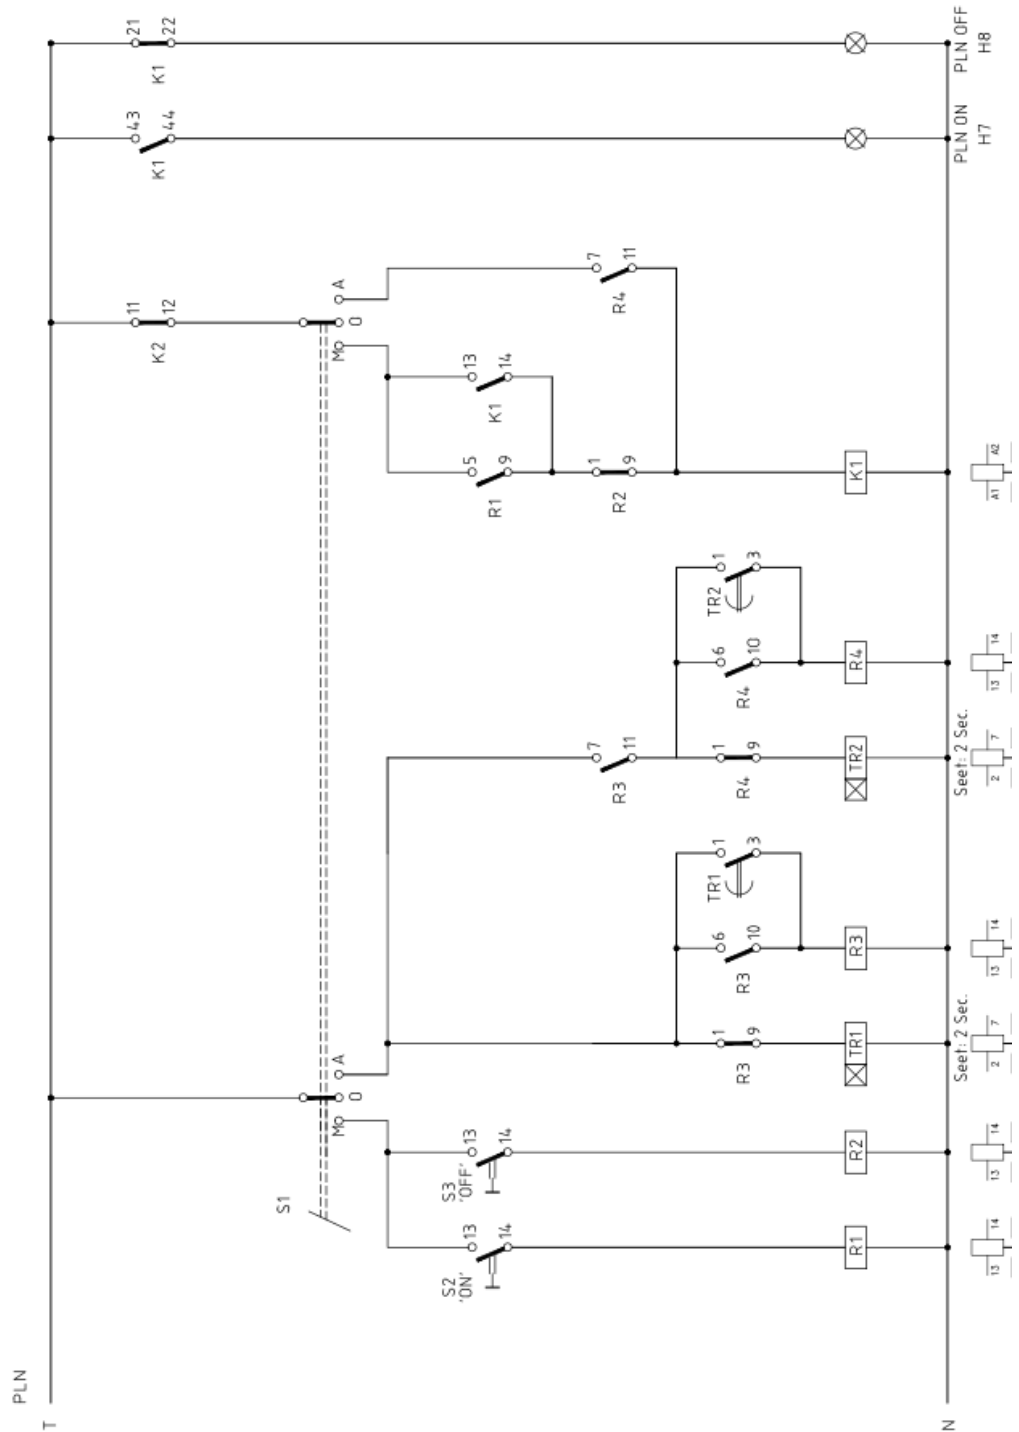 PLN
T
N
S1
M
O
A
S2
'ON'
13
14
R1
S3
'OFF'
13
14
R2
R3
1
9
TR1
R3
6
10
TR1
1
3
R3
R3
7
11
R4
1
9
TR2
R4
6
10
TR2
1
3
R4
K2
11
12
M
O
A
R1
5
9
K1
13
14
R2
1
9
R4
7
11
K1
K1
43
44
K1
21
22
13
14
13
14
Seet: 2 Sec.
2
7
13
14
Seet: 2 Sec.
2
7
13
14
A1
A2
PLN ON
H7
PLN OFF
H8